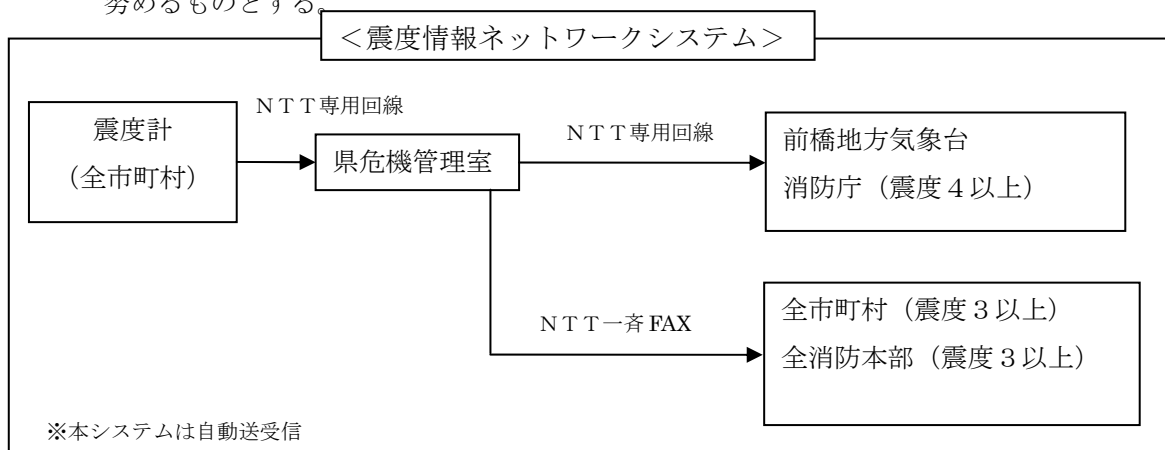 努めるものとする。
＜震度情報ネットワークシステム＞
ＮＴＴ専用回線
震度計
（全市町村）
県危機管理室
ＮＴＴ専用回線
前橋地方気象台
消防庁（震度４以上）
ＮＴＴ一斉 FAX
全市町村（震度３以上）
全消防本部（震度３以上）
※本システムは自動送受信